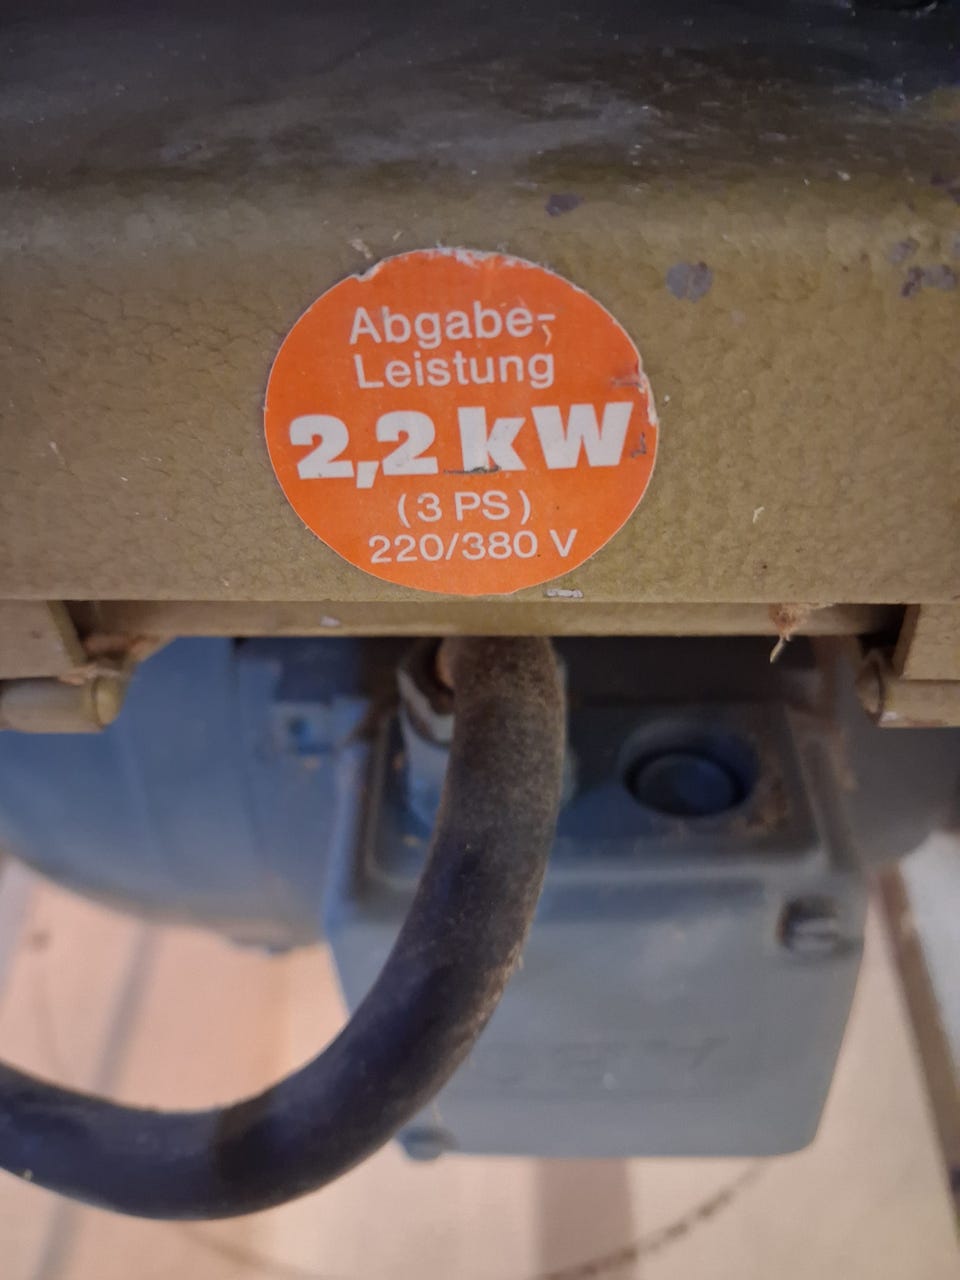 Abgabe-
Leistung
2,2 kW
(3 PS)
220/380 V